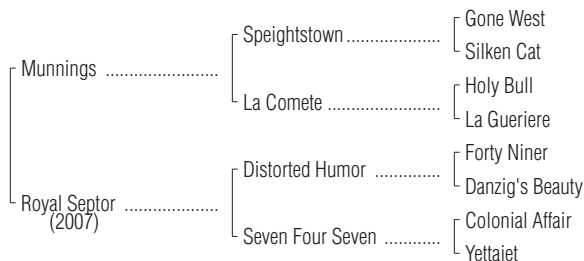 Gone West
Speightstown
Silken Cat
Munnings
Holy Bull
La Comete
La Gueriere
Forty Niner
Distorted Humor
Danzig's Beauty
Royal Septor
(2007)
Colonial Affair
Seven Four Seven
Yettajet